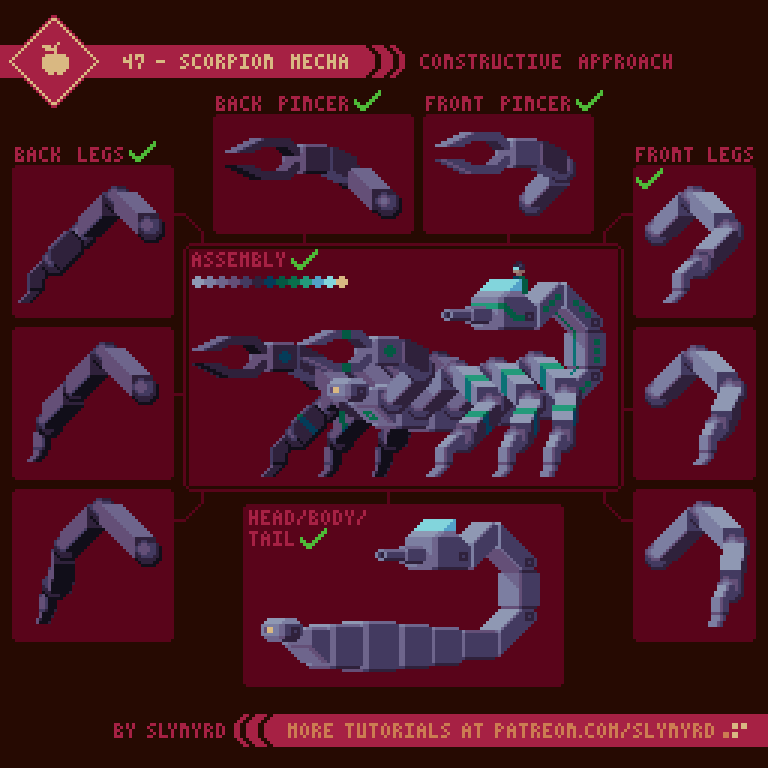 47 - SCORPION MECHA
CONSTRUCTIVE APPROACH
BACK PINCER
FRONT PINCER
BACK LEGS
FRONT LEGS
ASSEMBLY
HEAD/BODY/
TAIL
BY SLYNYRD
MORE TUTORIALS AT PATREON.COM/SLYNYRD